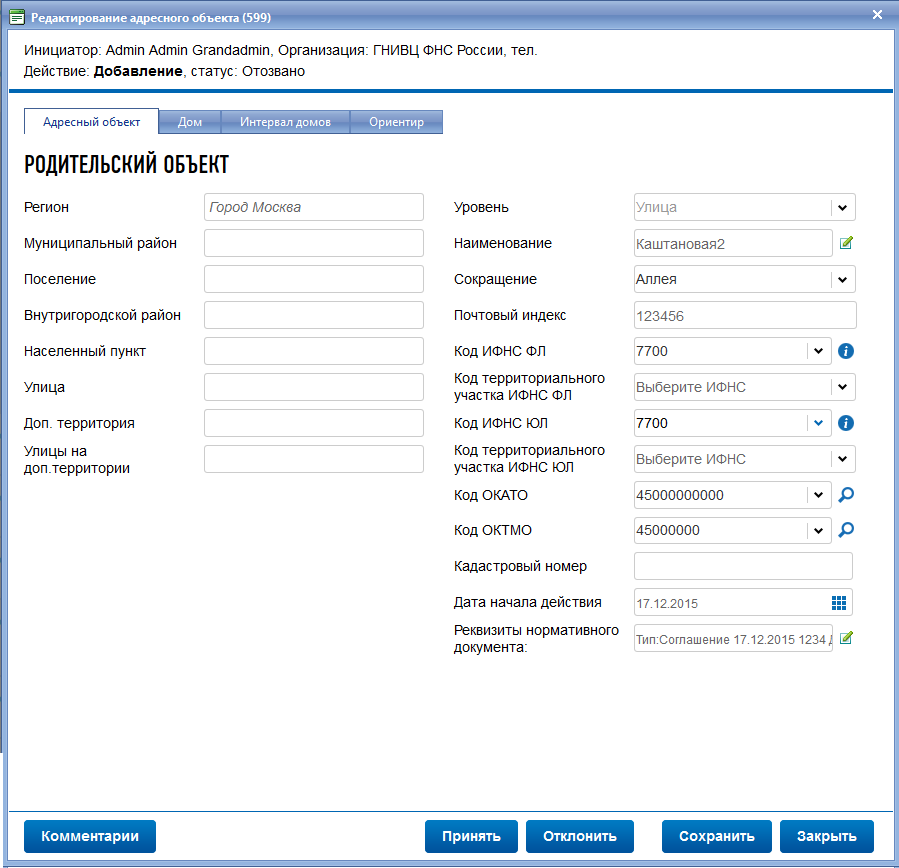 Редактирование адресного объекта (599)
Инициатор: Admin Admin Grandadmin, Организация: ГНИВЦ ФНС России, тел.
Действие: Добавление, статус: Отозвано
Адресный объект Дом Интервал домов Ориентир
РОДИТЕЛЬСКИЙ ОБЪЕКТ
Регион Город Москва
Муниципальный район
Поселение
Внутригородской район
Населенный пункт
Улица
Доп. территория
Улицы на
доп.территории
Уровень Улица
Наименование Каштановая2
Сокращение Аллея
Почтовый индекс 123456
Код ИФНС ФЛ 7700
Код территориального
участка ИФНС ФЛ Выберите ИФНС
Код ИФНС ЮЛ 7700
Код территориального
участка ИФНС ЮЛ Выберите ИФНС
Код ОКАТО 45000000000
Код ОКТМО 45000000
Кадастровый номер
Дата начала действия 17.12.2015
Реквизиты нормативного
документа: Тип:Соглашение 17.12.2015 1234
Комментарии Принять Отклонить Сохранить Закрыть